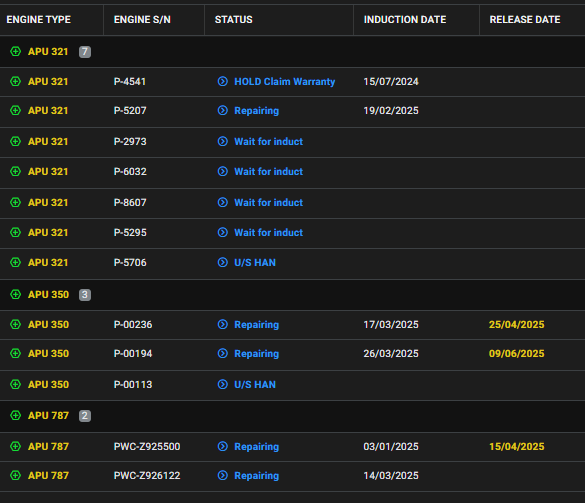 ENGINE TYPE ENGINE S/N STATUS INDUCTION DATE RELEASE DATE
APU 321 7
APU 321 P-4541 HOLD Claim Warranty 15/07/2024
APU 321 P-5207 Repairing 19/02/2025
APU 321 P-2973 Wait for induct
APU 321 P-6032 Wait for induct
APU 321 P-8607 Wait for induct
APU 321 P-5295 Wait for induct
APU 321 P-5706 U/S HAN
APU 350 3
APU 350 P-00236 Repairing 17/03/2025 25/04/2025
APU 350 P-00194 Repairing 26/03/2025 09/06/2025
APU 350 P-00113 U/S HAN
APU 787 2
APU 787 PWC-Z925500 Repairing 03/01/2025 15/04/2025
APU 787 PWC-Z926122 Repairing 14/03/2025